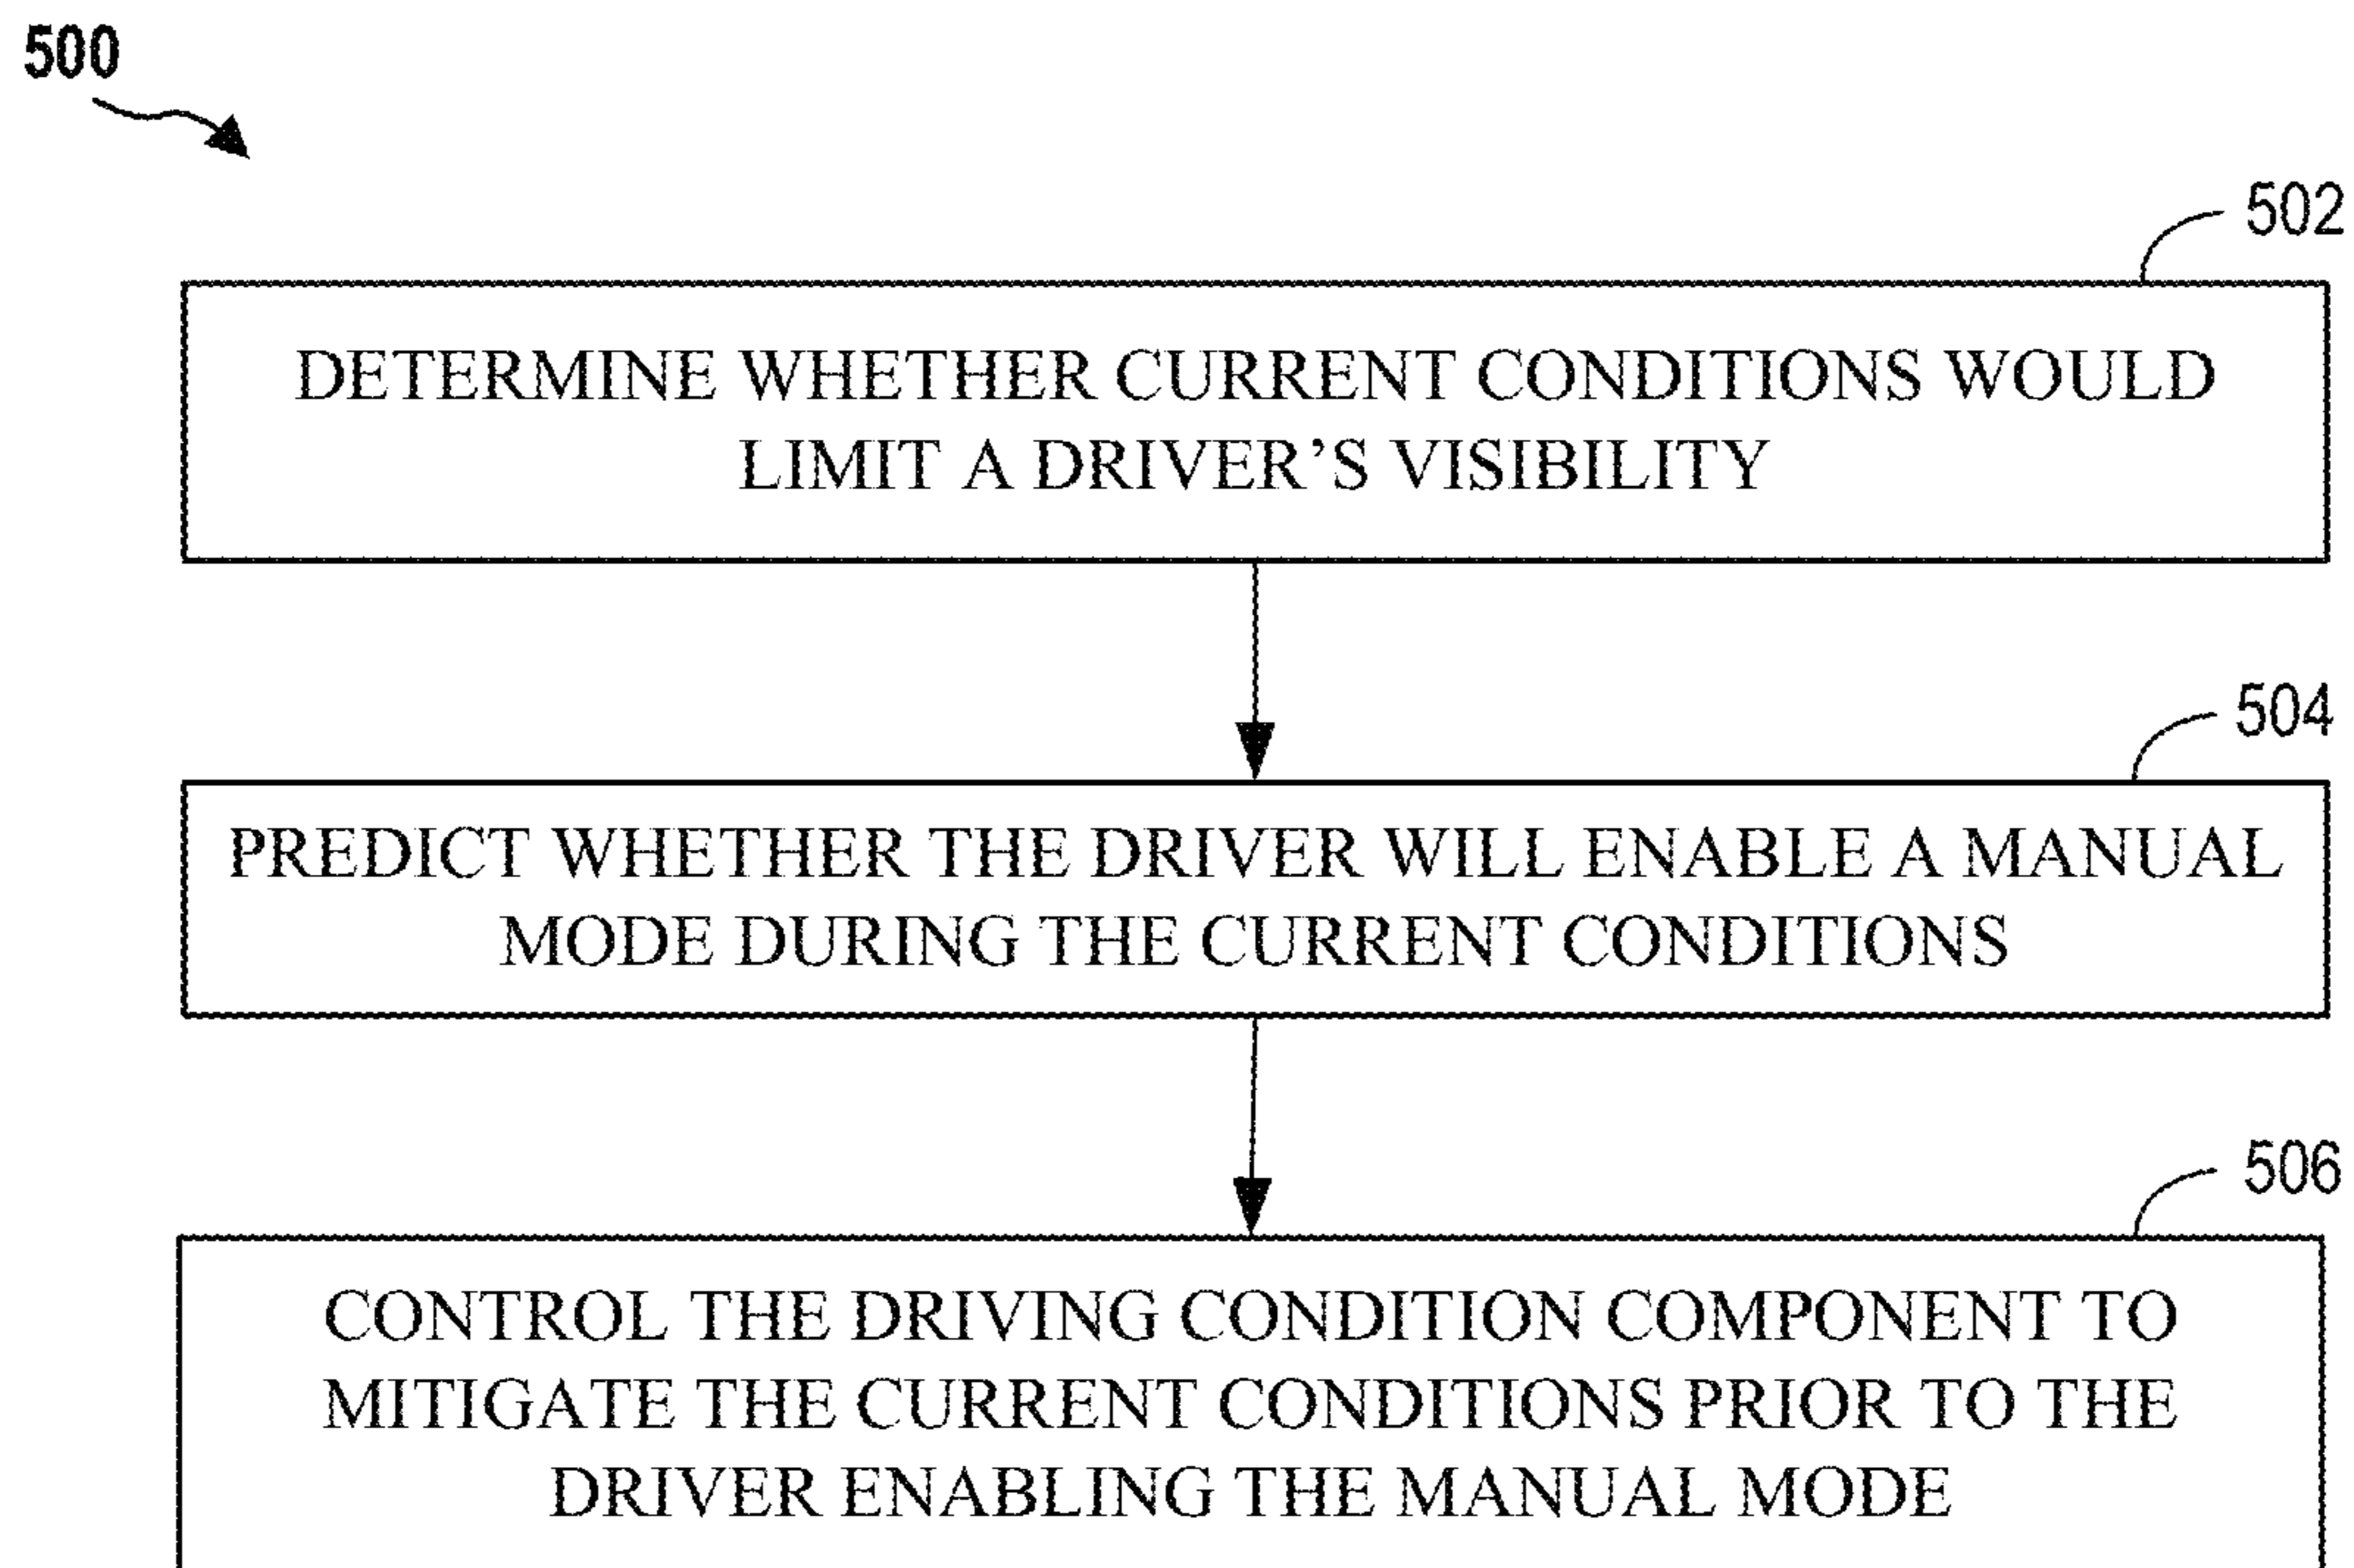 500
502
DETERMINE WHETHER CURRENT CONDITIONS WOULD
LIMIT A DRIVER’S VISIBILITY
504
PREDICT WHETHER THE DRIVER WILL ENABLE A MANUAL
MODE DURING THE CURRENT CONDITIONS
506
CONTROL THE DRIVING CONDITION COMPONENT TO
MITIGATE THE CURRENT CONDITIONS PRIOR TO THE
DRIVER ENABLING THE MANUAL MODE